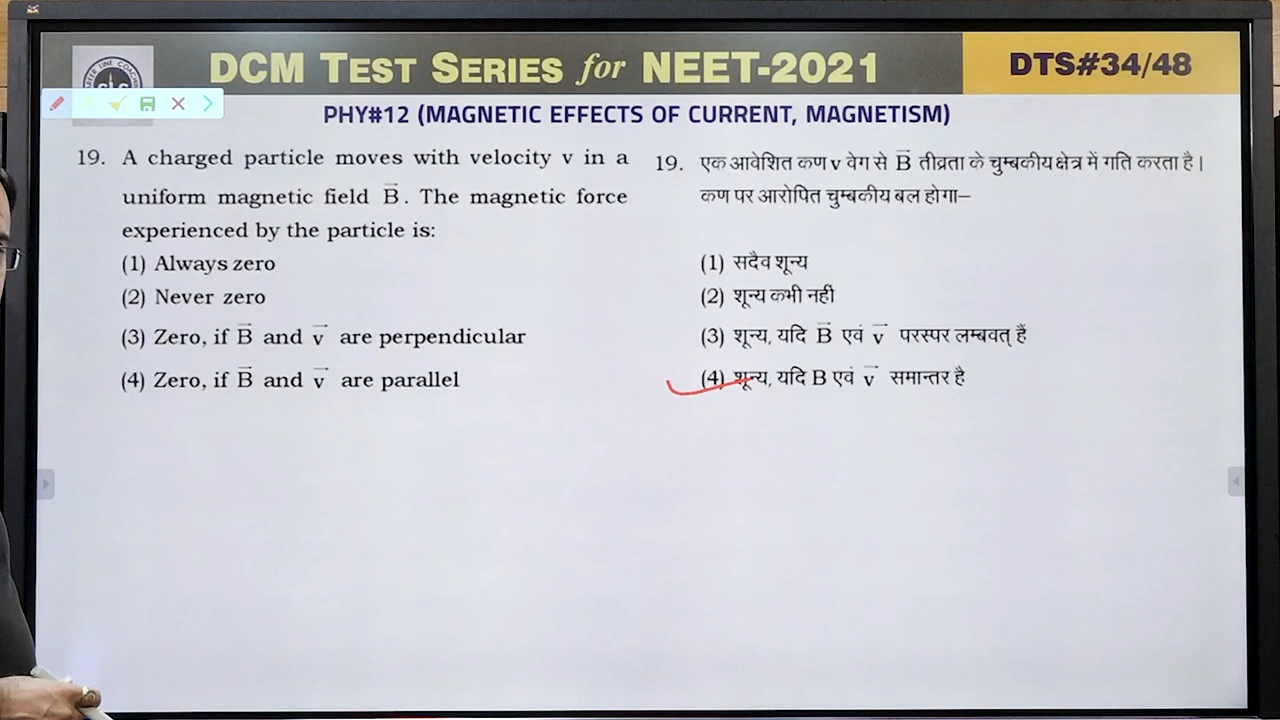 DCM TEST SERIES for NEET-2021
DTS#34/48
PHY#12 (MAGNETIC EFFECTS OF CURRENT, MAGNETISM)
19. A charged particle moves with velocity v in a
uniform magnetic field B⃗. The magnetic force
experienced by the particle is:
(1) Always zero
(2) Never zero
(3) Zero, if B⃗ and v⃗ are perpendicular
(4) Zero, if B⃗ and v⃗ are parallel
19. एक आवेशित कण v वेग से B⃗ तीव्रता के चुम्बकीय क्षेत्र में गति करता है।
कण पर आरोपित चुम्बकीय बल होगा–
(1) सदैव शून्य
(2) शून्य कभी नहीं
(3) शून्य, यदि B⃗ एवं v⃗ परस्पर लम्बवत् हैं
(4) शून्य, यदि B एवं v⃗ समान्तर है